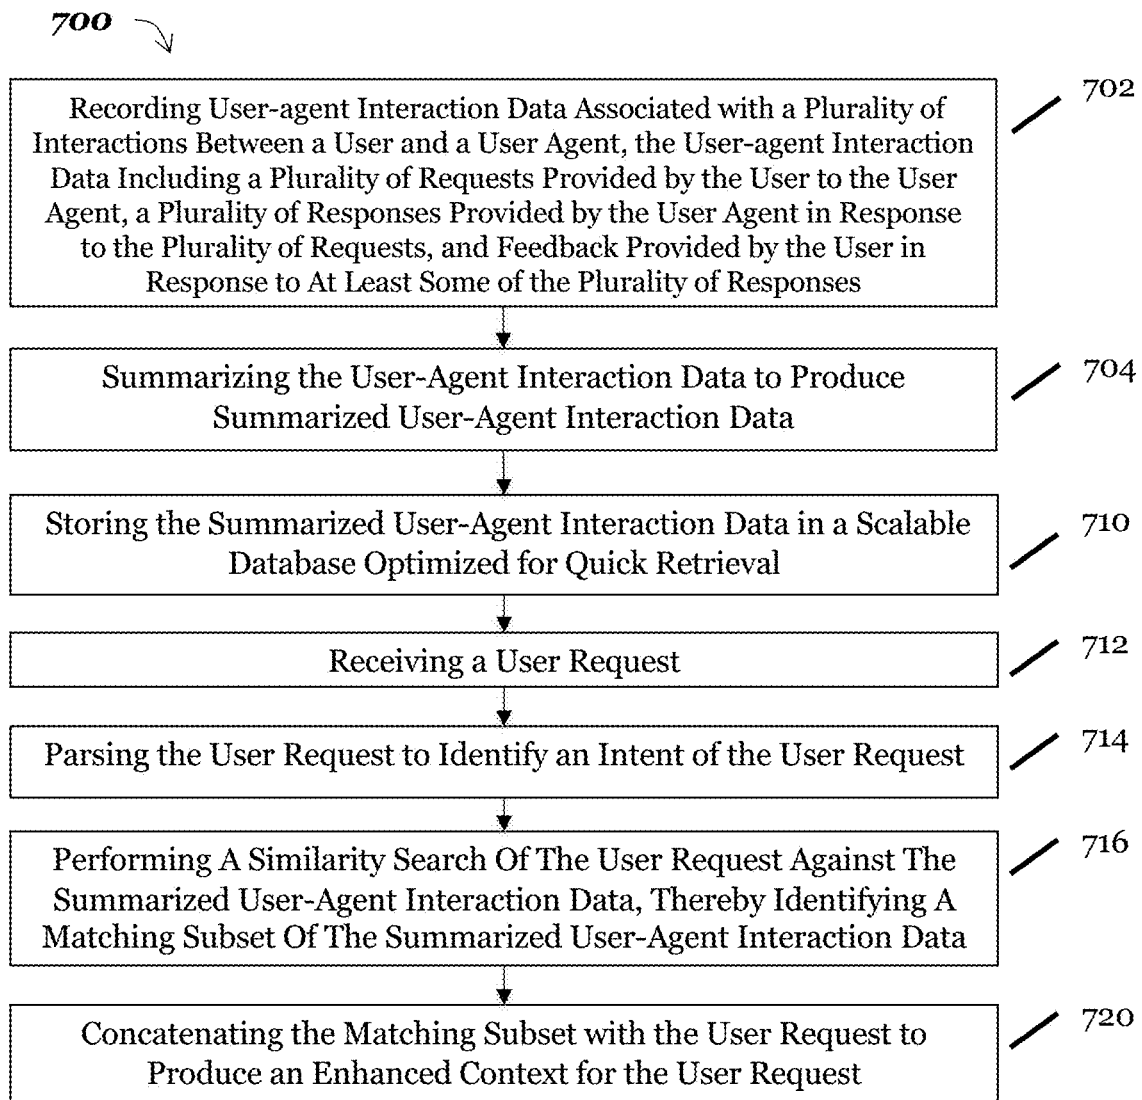 700
702
Recording User-agent Interaction Data Associated with a Plurality of
Interactions Between a User and a User Agent, the User-agent Interaction
Data Including a Plurality of Requests Provided by the User to the User
Agent, a Plurality of Responses Provided by the User Agent in Response
to the Plurality of Requests, and Feedback Provided by the User in
Response to At Least Some of the Plurality of Responses
704
Summarizing the User-Agent Interaction Data to Produce
Summarized User-Agent Interaction Data
710
Storing the Summarized User-Agent Interaction Data in a Scalable
Database Optimized for Quick Retrieval
712
Receiving a User Request
714
Parsing the User Request to Identify an Intent of the User Request
716
Performing A Similarity Search Of The User Request Against The
Summarized User-Agent Interaction Data, Thereby Identifying A
Matching Subset Of The Summarized User-Agent Interaction Data
720
Concatenating the Matching Subset with the User Request to
Produce an Enhanced Context for the User Request